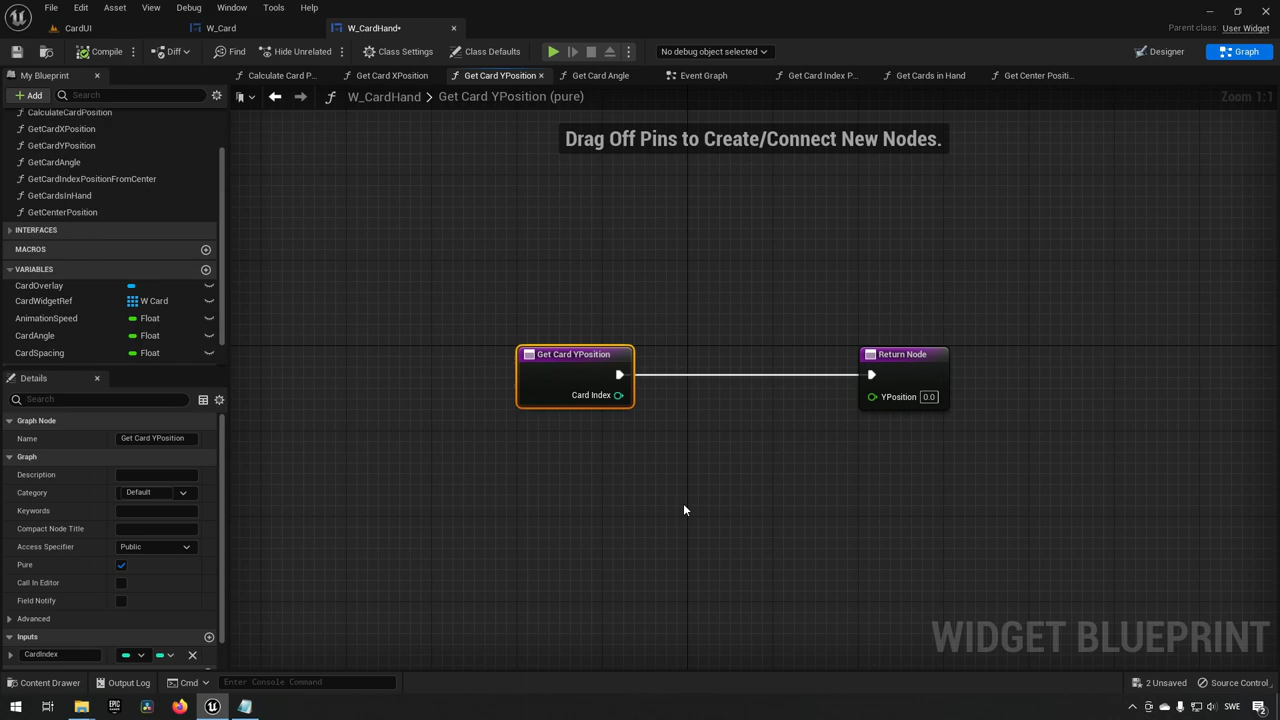 File Edit Asset View Debug Window Tools Help
CardUI W_Card W_CardHand•
Parent class: User Widget
Compile Diff Find Hide Unrelated Class Settings Class Defaults No debug object selected Designer Graph
My Blueprint Calculate Card P... Get Card XPosition Get Card YPosition Get Card Angle Event Graph Get Card Index P... Get Cards in Hand Get Center Positi...
Add Search W_CardHand > Get Card YPosition (pure) Zoom 1:1
CalculateCardPosition
GetCardXPosition
GetCardYPosition
GetCardAngle
GetCardIndexPositionFromCenter
GetCardsInHand
GetCenterPosition
INTERFACES
MACROS
VARIABLES
CardOverlay
CardWidgetRef W Card
AnimationSpeed Float
CardAngle Float
CardSpacing Float
Drag Off Pins to Create/Connect New Nodes.
Get Card YPosition
Card Index
Return Node
YPosition 0.0
Details
Search
Graph Node
Name Get Card YPosition
Graph
Description
Category Default
Keywords
Compact Node Title
Access Specifier Public
Pure
Call In Editor
Field Notify
Advanced
Inputs
CardIndex
WIDGET BLUEPRINT
Content Drawer Output Log Cmd Enter Console Command 2 Unsaved Source Control
EPIC SWE 2